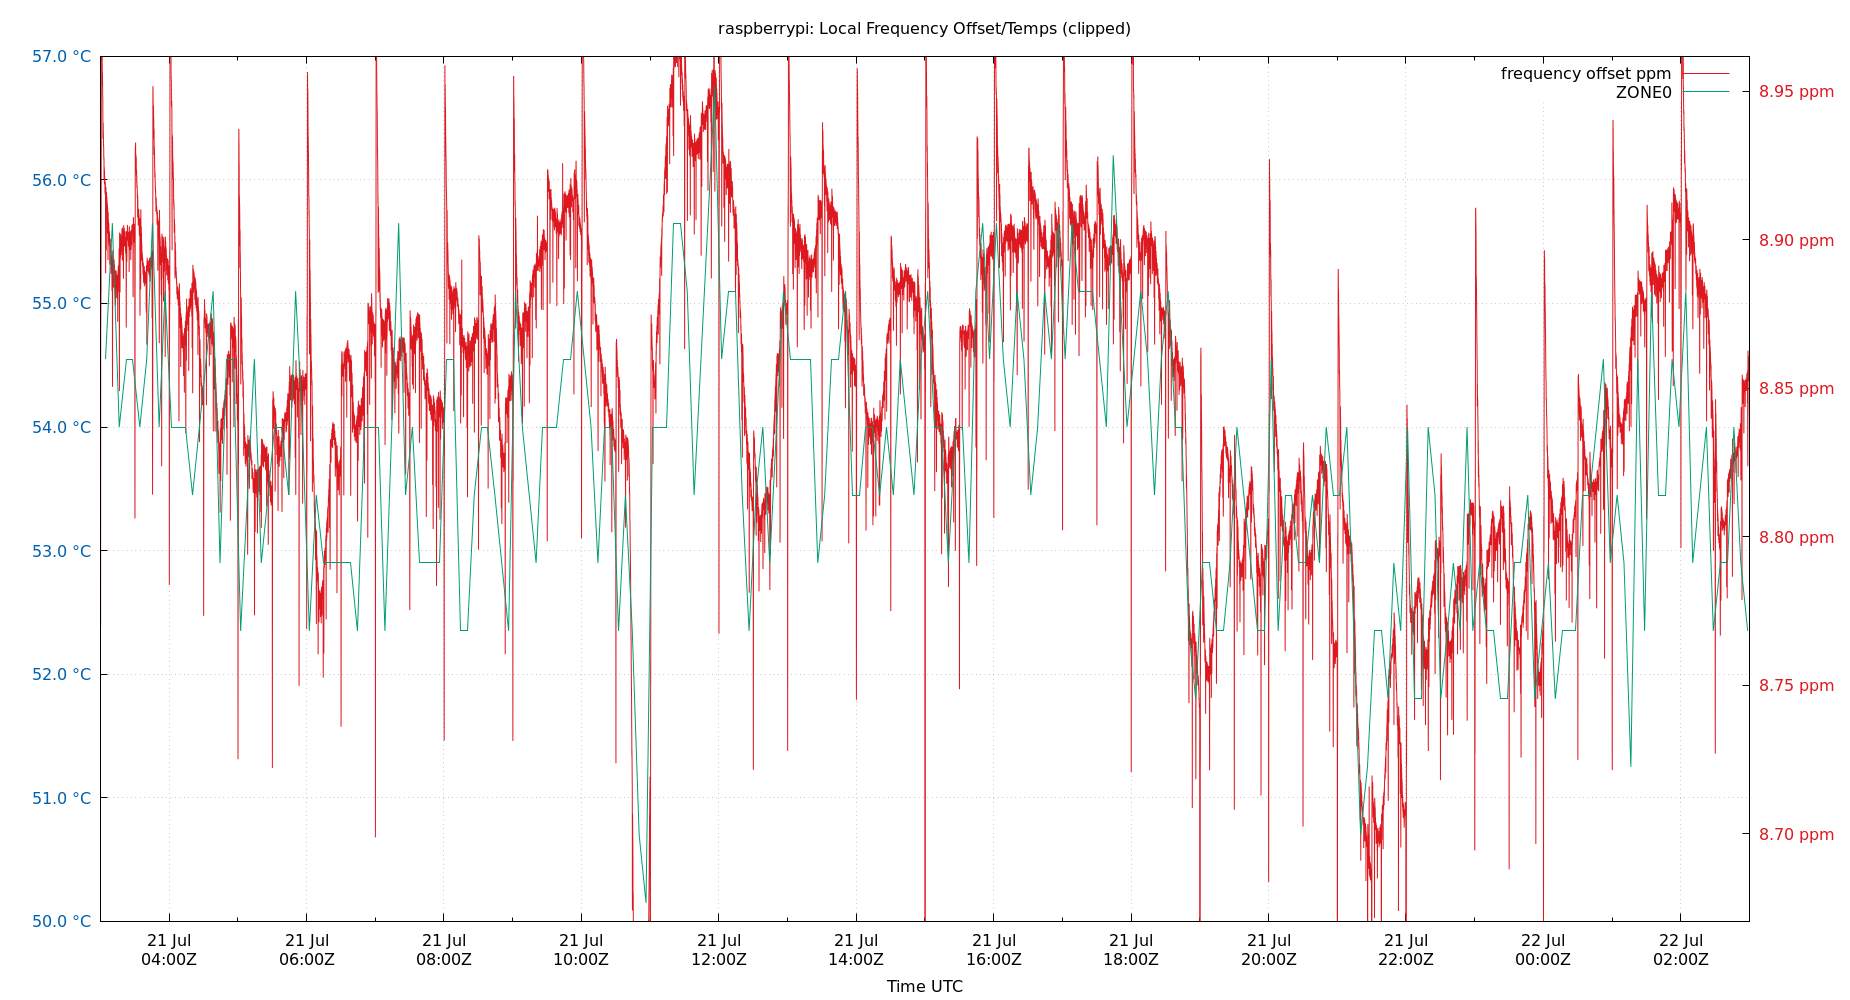 raspberrypi: Local Frequency Offset/Temps (clipped)
57.0 °C
56.0 °C
55.0 °C
54.0 °C
53.0 °C
52.0 °C
51.0 °C
50.0 °C
frequency offset ppm
ZONE0
8.95 ppm
8.90 ppm
8.85 ppm
8.80 ppm
8.75 ppm
8.70 ppm
21 Jul
04:00Z
21 Jul
06:00Z
21 Jul
08:00Z
21 Jul
10:00Z
21 Jul
12:00Z
21 Jul
14:00Z
21 Jul
16:00Z
21 Jul
18:00Z
21 Jul
20:00Z
21 Jul
22:00Z
22 Jul
00:00Z
22 Jul
02:00Z
Time UTC